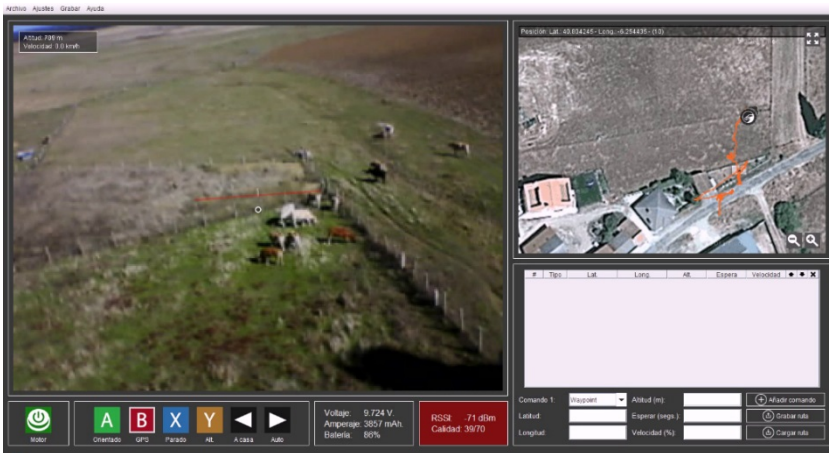 Archivo Ajustes Grabar Ayuda
Altitud: 786 m.
Velocidad: 0.0 km/h
Posición: Lat.: 40.834245 - Long.: -6.254435 - (18)
# Tipo Lat. Long. Alt. Espera Velocidad
Comando 1: Waypoint Altitud (m): Añadir comando
Latitud: Esperar (segs.) Grabar ruta
Longitud: Velocidad (%): Cargar ruta
A B X Y
Motor Orientado GPS Parado Alt. A casa Auto
Voltaje: 9.724 V.
Amperaje: 3857 mAh.
Batería: 86%
RSSI: -71 dBm
Calidad: 39/70